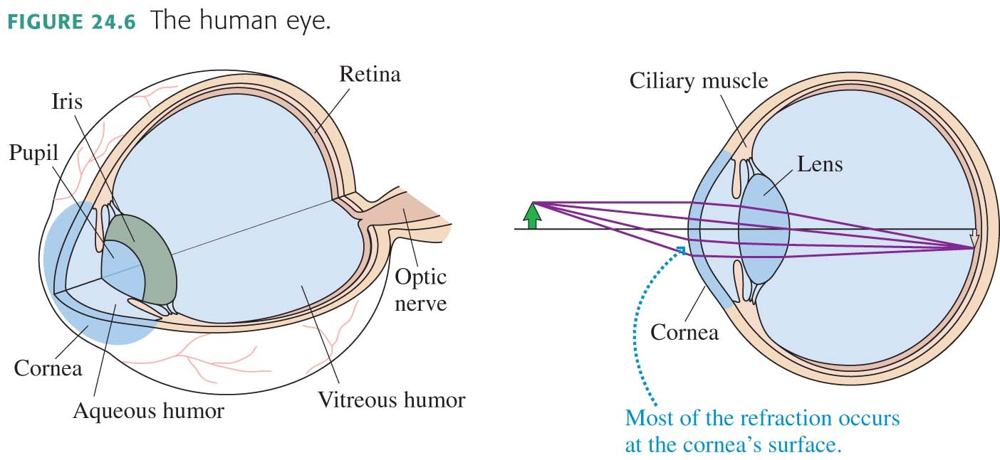 FIGURE 24.6 The human eye.
Retina
Iris
Pupil
Optic
nerve
Cornea
Aqueous humor
Vitreous humor
Ciliary muscle
Lens
Cornea
Most of the refraction occurs
at the cornea’s surface.